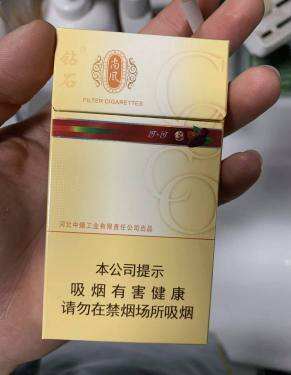 钻石
尚风
FILTER CIGARETTES
河北中烟工业有限责任公司出品
本公司提示
吸烟有害健康
请勿在禁烟场所吸烟